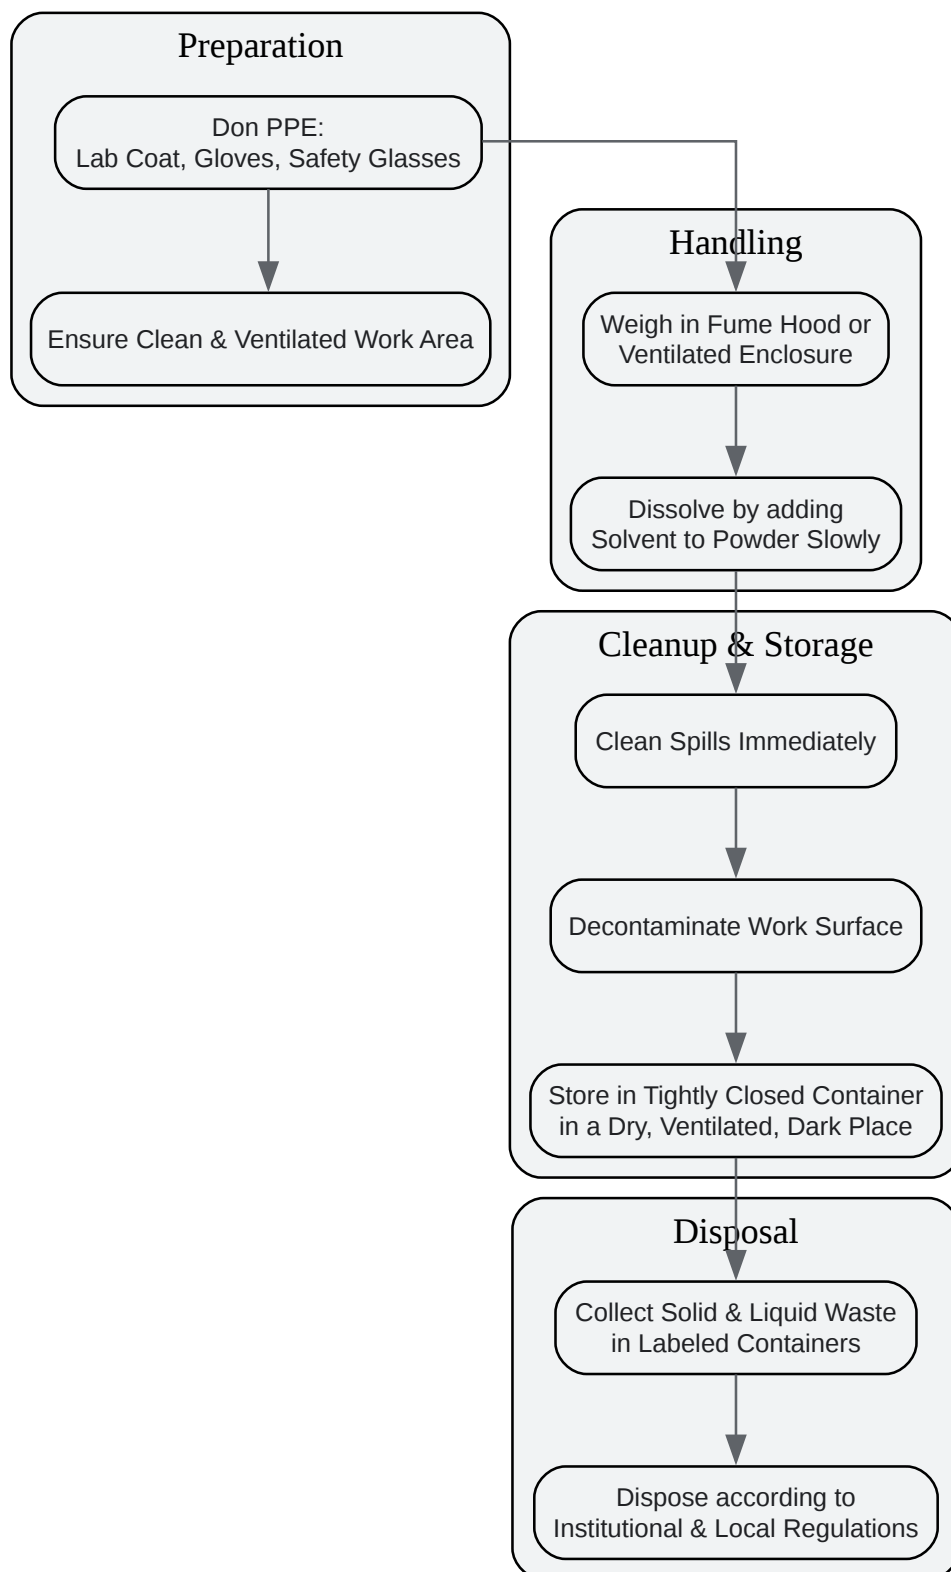 Preparation
Don PPE:
Lab Coat, Gloves, Safety Glasses
Ensure Clean & Ventilated Work Area
Handling
Weigh in Fume Hood or
Ventilated Enclosure
Dissolve by adding
Solvent to Powder Slowly
Cleanup & Storage
Clean Spills Immediately
Decontaminate Work Surface
Store in Tightly Closed Container
in a Dry, Ventilated, Dark Place
Disposal
Collect Solid & Liquid Waste
in Labeled Containers
Dispose according to
Institutional & Local Regulations